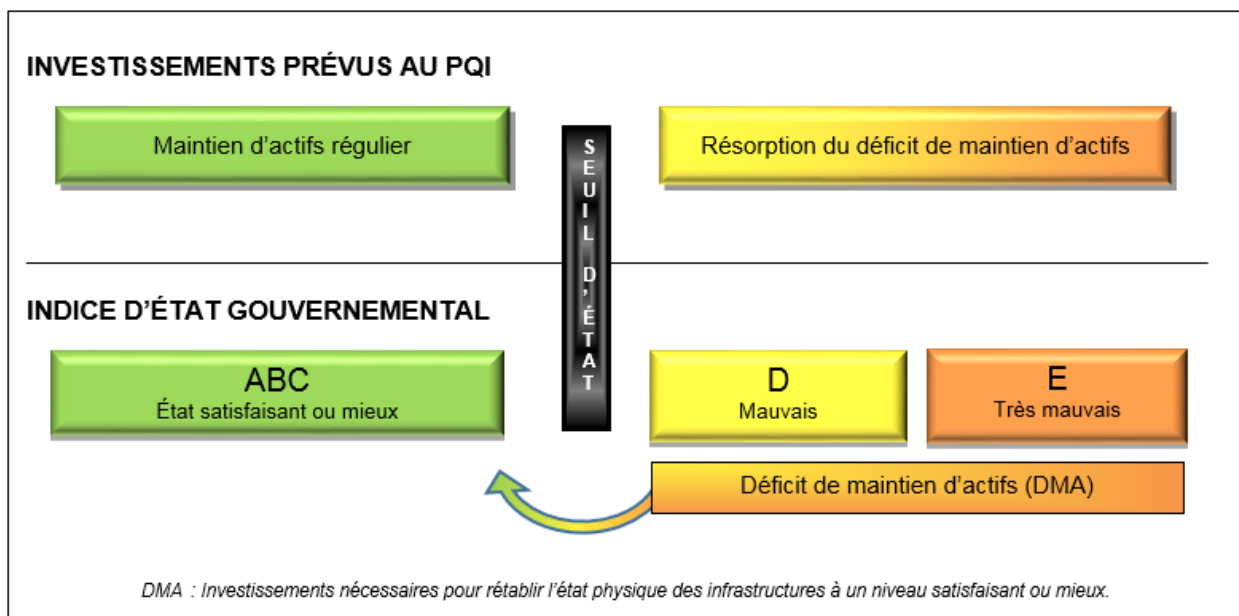 INVESTISSEMENTS PRÉVUS AU PQI
Maintien d'actifs régulier
Résorption du déficit de maintien d'actifs
SEUIL D'ÉTAT
INDICE D'ÉTAT GOUVERNEMENTAL
ABC
État satisfaisant ou mieux
D
Mauvais
E
Très mauvais
Déficit de maintien d'actifs (DMA)
DMA : Investissements nécessaires pour rétablir l'état physique des infrastructures à un niveau satisfaisant ou mieux.